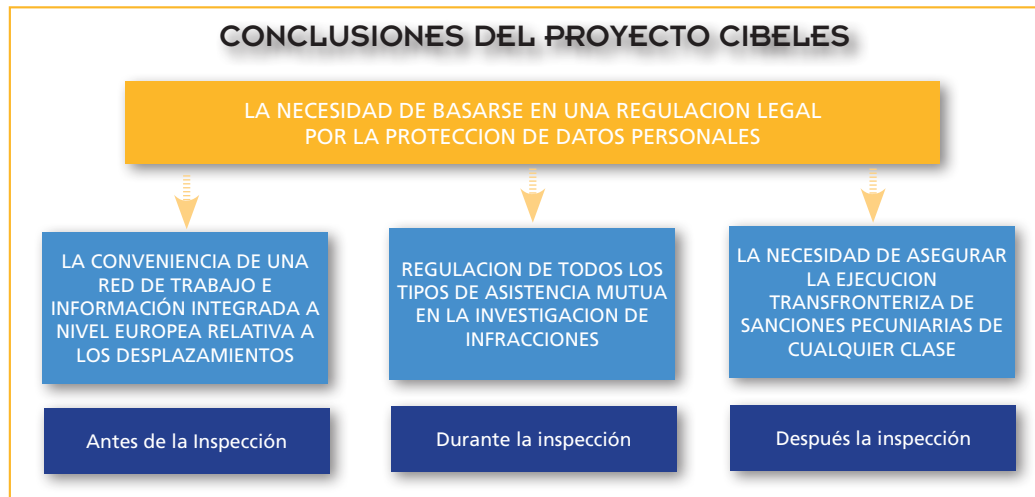 CONCLUSIONES DEL PROYECTO CIBELES
LA NECESIDAD DE BASARSE EN UNA REGULACION LEGAL
POR LA PROTECCION DE DATOS PERSONALES
LA CONVENIENCIA DE UNA
RED DE TRABAJO E
INFORMACIÓN INTEGRADA A
NIVEL EUROPEA RELATIVA A
LOS DESPLAZAMIENTOS
REGULACION DE TODOS LOS
TIPOS DE ASISTENCIA MUTUA
EN LA INVESTIGACION DE
INFRACCIONES
LA NECESIDAD DE ASEGURAR
LA EJECUCION
TRANSFRONTERIZA DE
SANCIONES PECUNIARIAS DE
CUALQUIER CLASE
Antes de la Inspección
Durante la inspección
Después la inspección